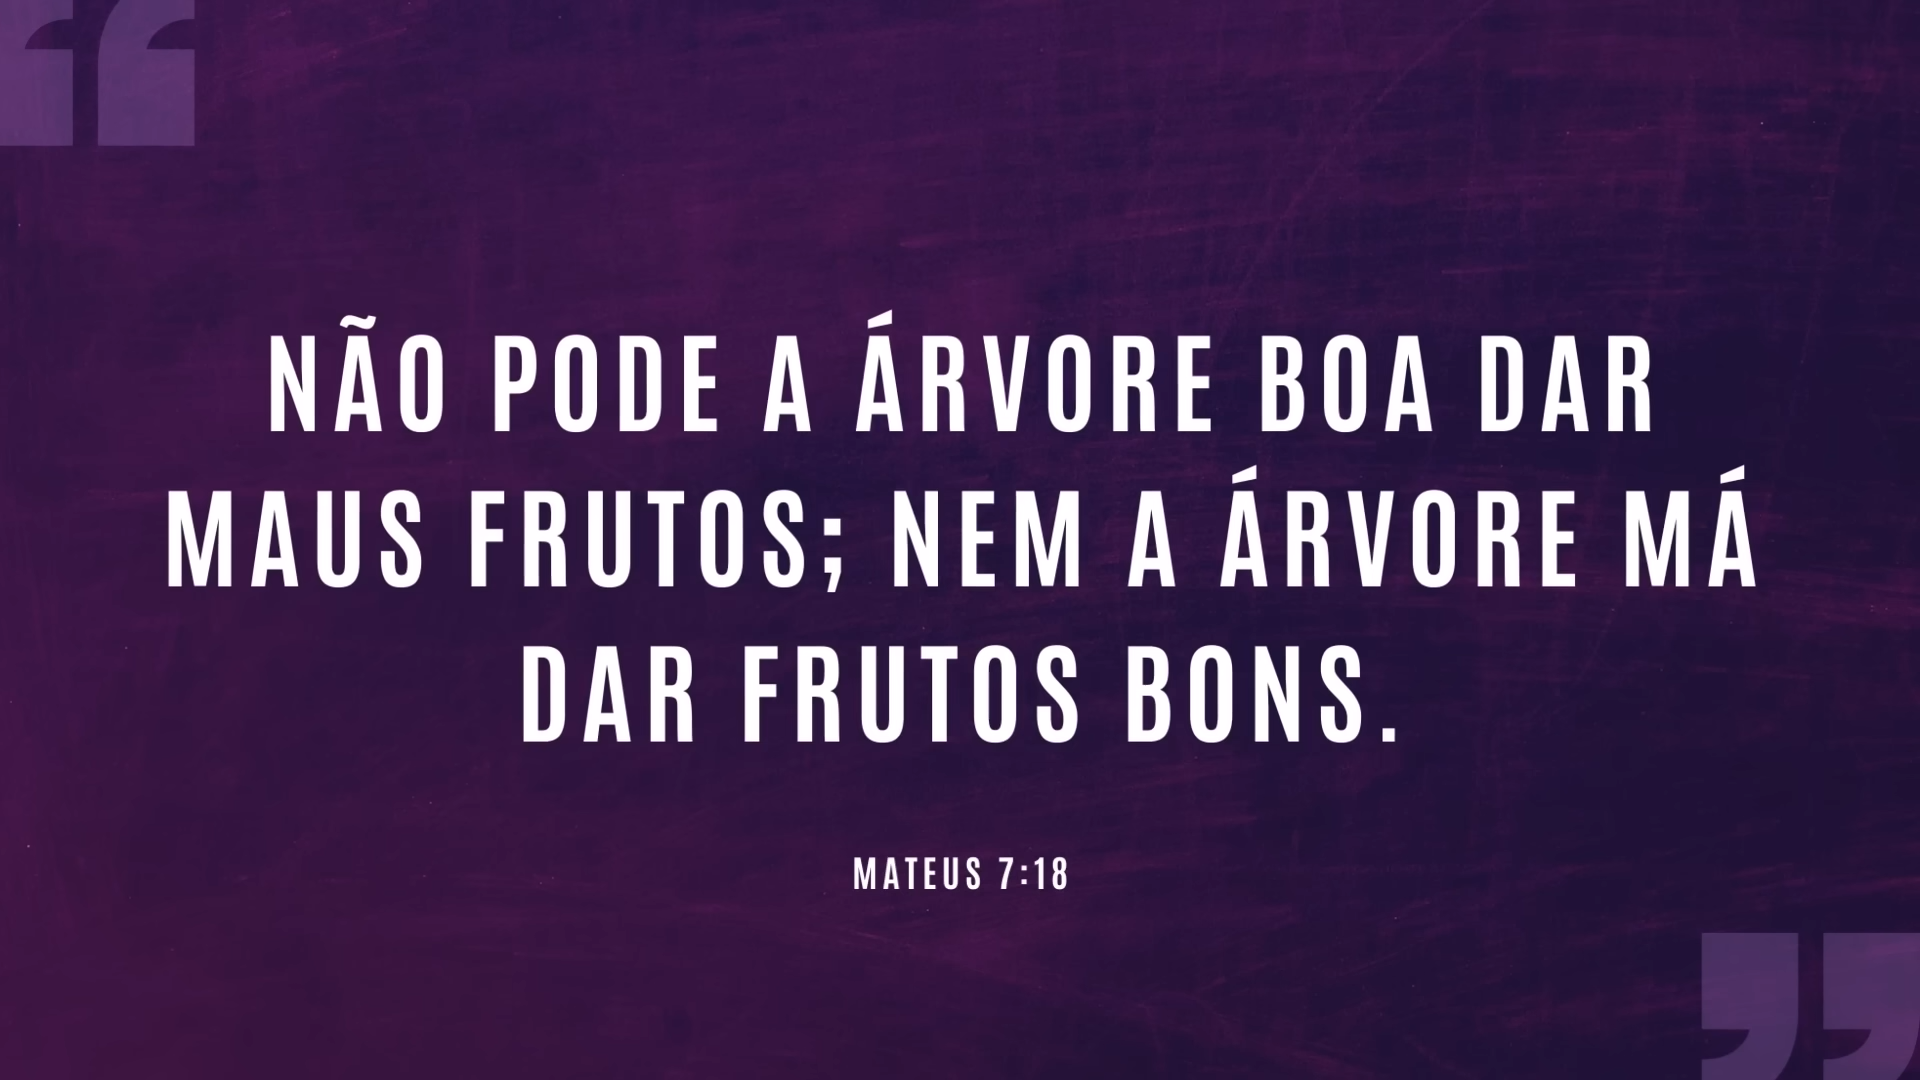 NÃO PODE A ÁRVORE BOA DAR
MAUS FRUTOS; NEM A ÁRVORE MÁ
DAR FRUTOS BONS.
MATEUS 7:18